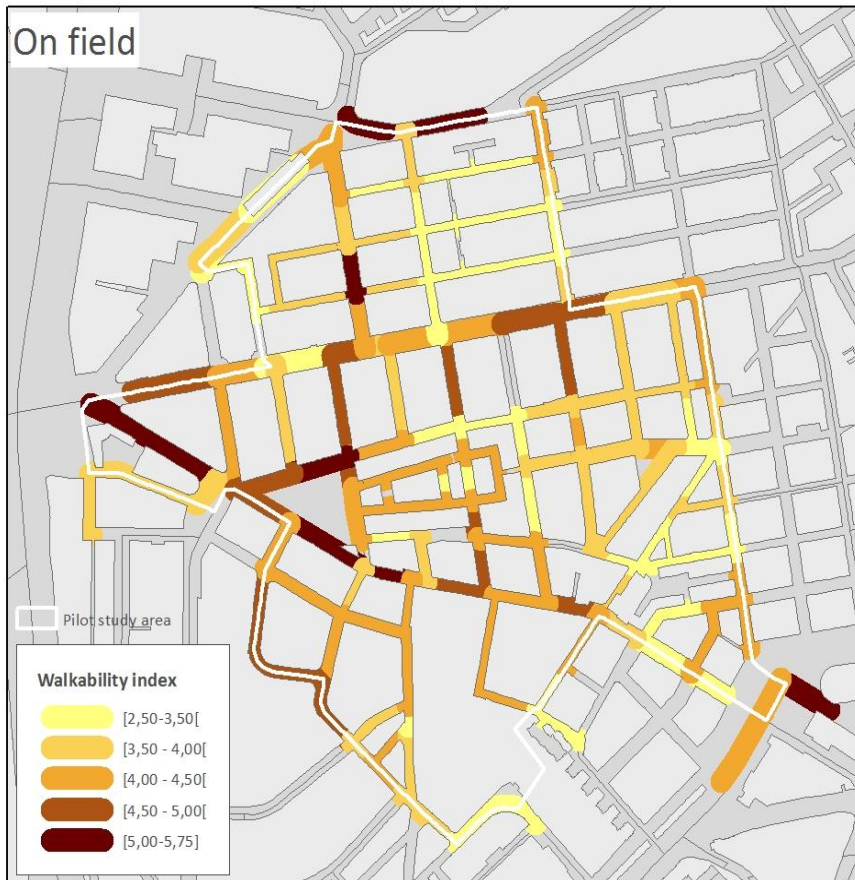 On field
Pilot study area
Walkability index
[2,50-3,50[
[3,50 - 4,00[
[4,00 - 4,50[
[4,50 - 5,00[
[5,00-5,75]